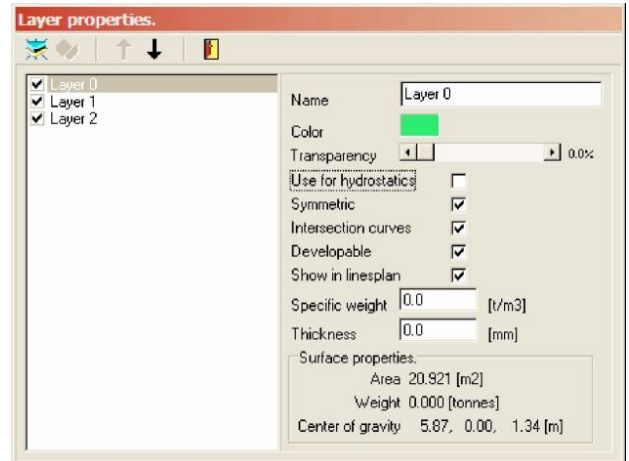 Layer properties.
Layer 0
Layer 1
Layer 2
Name Layer 0
Color
Transparency 0.0%
Use for hydrostatics
Symmetric
Intersection curves
Developable
Show in linesplan
Specific weight 0.0 [t/m3]
Thickness 0.0 [mm]
Surface properties.
Area 20.921 [m2]
Weight 0.000 [tonnes]
Center of gravity 5.87, 0.00, 1.34 [m]